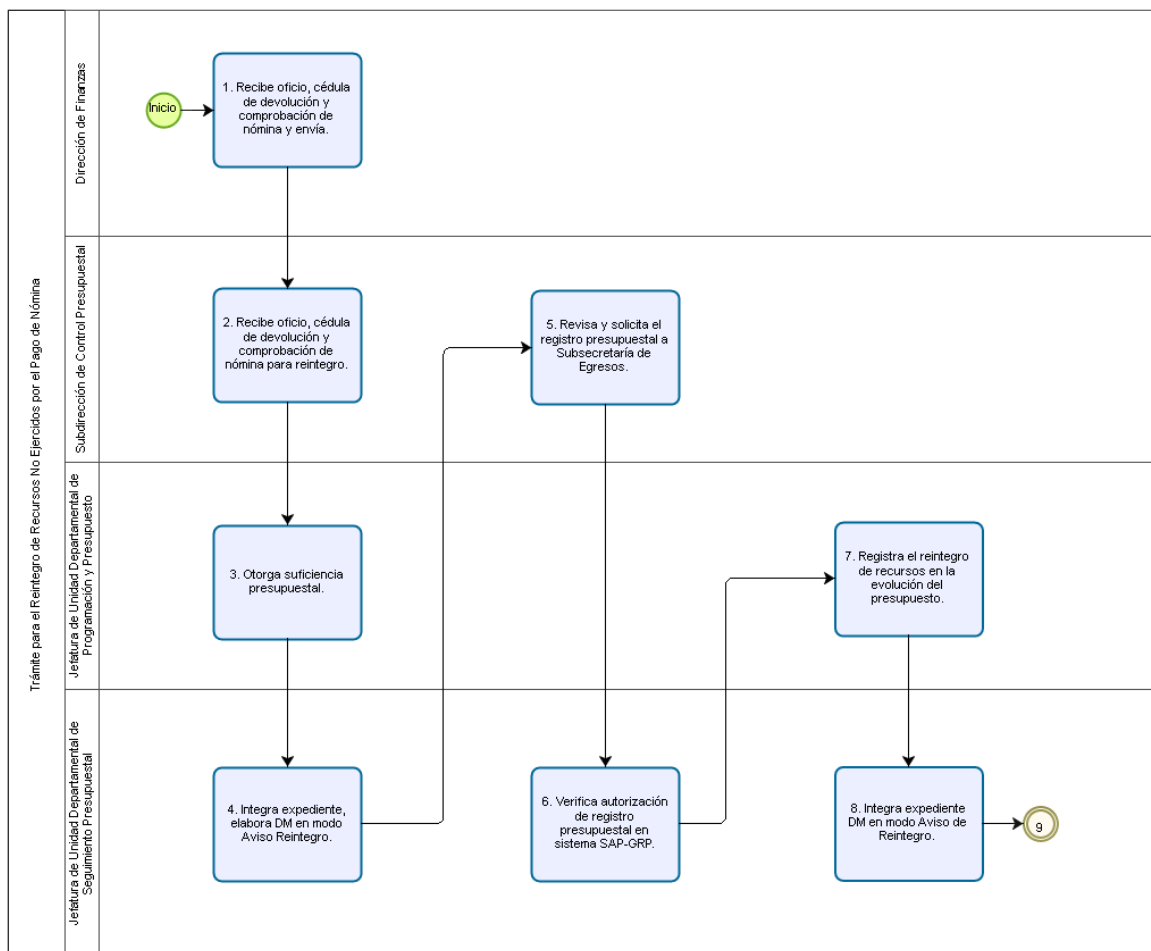 Trámite para el Reintegro de Recursos No Ejercidos por el Pago de Nómina
Dirección de Finanzas
Inicio
1. Recibe oficio, cédula
de devolución y
comprobación de
nómina y envía.
Subdirección de Control Presupuestal
2. Recibe oficio, cédula
de devolución y
comprobación de
nómina para reintegro.
5. Revisa y solicita el
registro presupuestal a
Subsecretaría de
Egresos.
Jefatura de Unidad Departamental de
Programación y Presupuesto
3. Otorga suficiencia
presupuestal.
7. Registra el reintegro
de recursos en la
evolución del
presupuesto.
Jefatura de Unidad Departamental de
Seguimiento Presupuestal
4. Integra expediente,
elabora DM en modo
Aviso Reintegro.
6. Verifica autorización
de registro
presupuestal en
sistema SAP-GRP.
8. Integra expediente
DM en modo Aviso de
Reintegro.
9